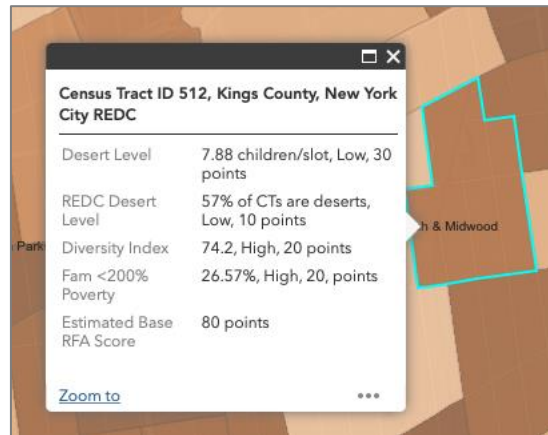 Census Tract ID 512, Kings County, New York
City REDC
Desert Level 7.88 children/slot, Low, 30
points
REDC Desert 57% of CTs are deserts,
Level Low, 10 points
Diversity Index 74.2, High, 20 points
Fam <200% 26.57%, High, 20, points
Poverty
Estimated Base 80 points
RFA Score
Zoom to
Park
h & Midwood